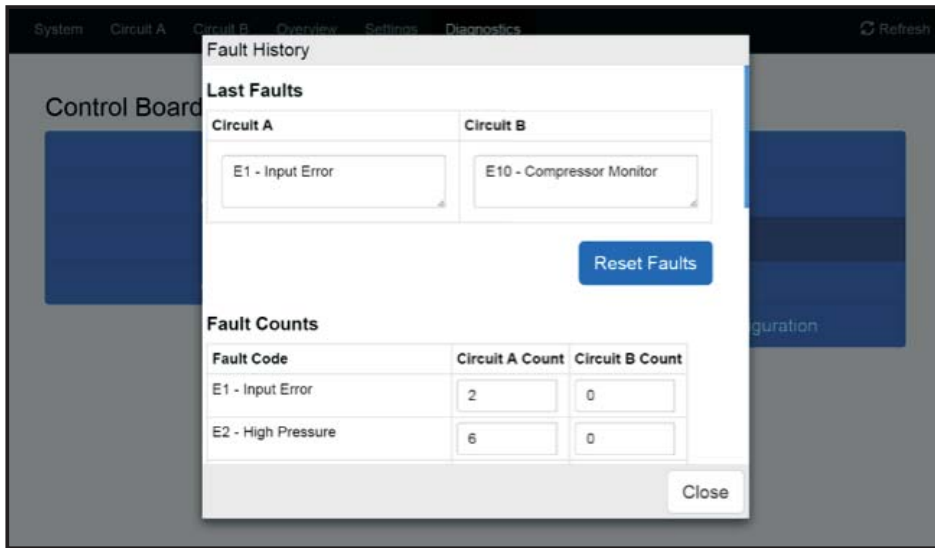 System Circuit A Circuit B Overview Settings Diagnostics Refresh
Fault History
Control Board
Last Faults
Circuit A Circuit B
E1 - Input Error E10 - Compressor Monitor
Reset Faults
guration
Fault Counts
Fault Code Circuit A Count Circuit B Count
E1 - Input Error 2 0
E2 - High Pressure 6 0
Close